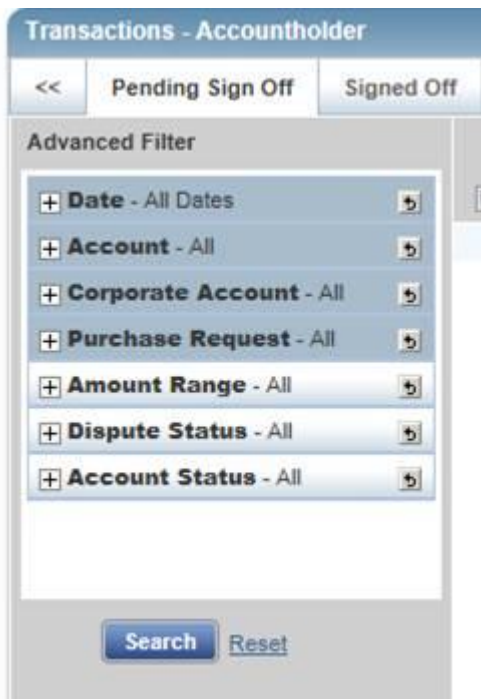 Transactions - Accountholder
<< Pending Sign Off Signed Off
Advanced Filter
Date - All Dates
Account - All
Corporate Account - All
Purchase Request - All
Amount Range - All
Dispute Status - All
Account Status - All
Search Reset